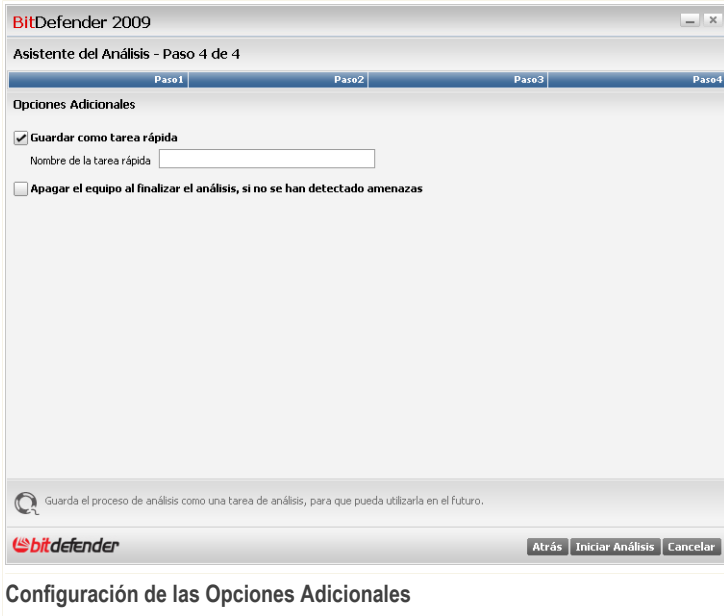 BitDefender 2009
Asistente del Análisis - Paso 4 de 4
Paso1 Paso2 Paso3 Paso4
Opciones Adicionales
Guardar como tarea rápida
Nombre de la tarea rápida
Apagar el equipo al finalizar el análisis, si no se han detectado amenazas
Guarda el proceso de análisis como una tarea de análisis, para que pueda utilizarla en el futuro.
bitdefender
Atrás Iniciar Análisis Cancelar
Configuración de las Opciones Adicionales